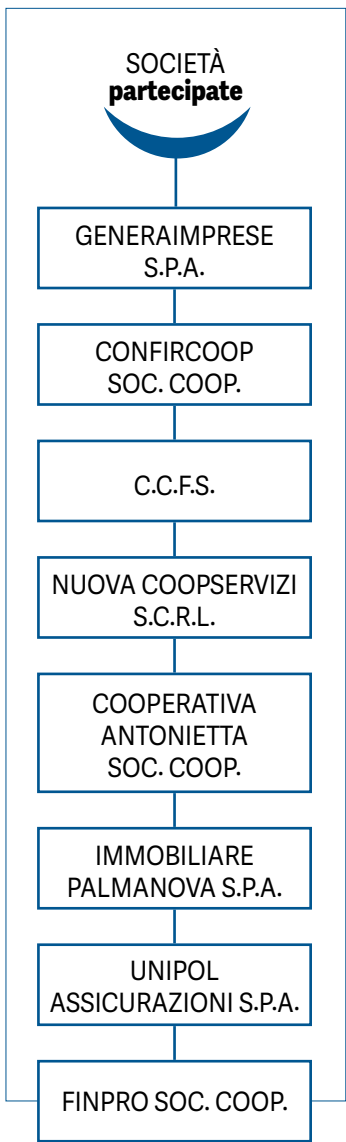 SOCIETÀ
partecipate
GENERAIMPRESE
S.P.A.
CONFIRCOOP
SOC. COOP.
C.C.F.S.
NUOVA COOPSERVIZI
S.C.R.L.
COOPERATIVA
ANTONIETTA
SOC. COOP.
IMMOBILIARE
PALMANOVA S.P.A.
UNIPOL
ASSICURAZIONI S.P.A.
FINPRO SOC. COOP.